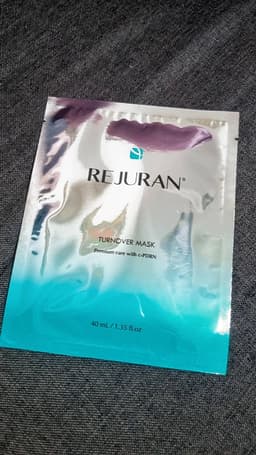 REJURAN®
TURNOVER MASK
Premium care with c-PDRN
40 mL / 1.35 fl.oz